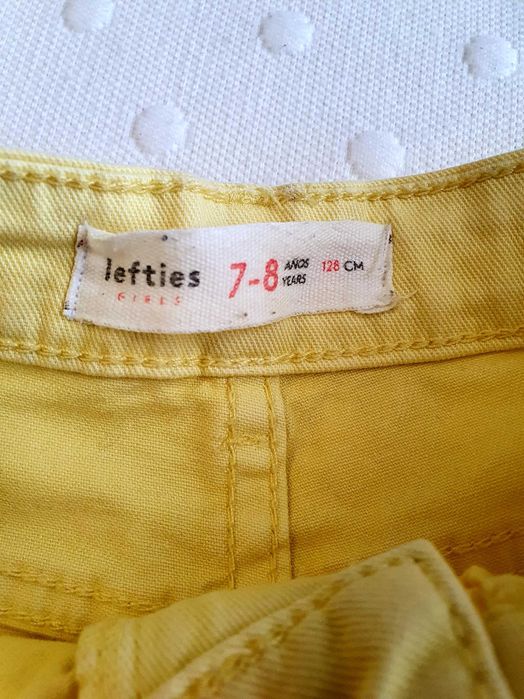 lefties
GIRLS
7-8 AÑOS
YEARS
128 CM